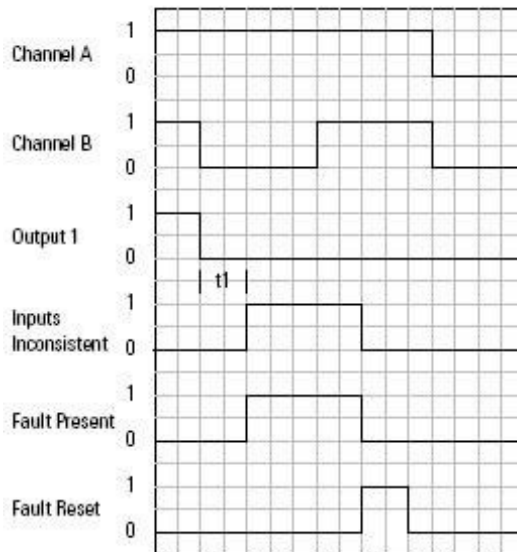 1
Channel A
0
1
Channel B
0
1
Output 1
0
t1
1
Inputs
Inconsistent
0
1
Fault Present
0
1
Fault Reset
0